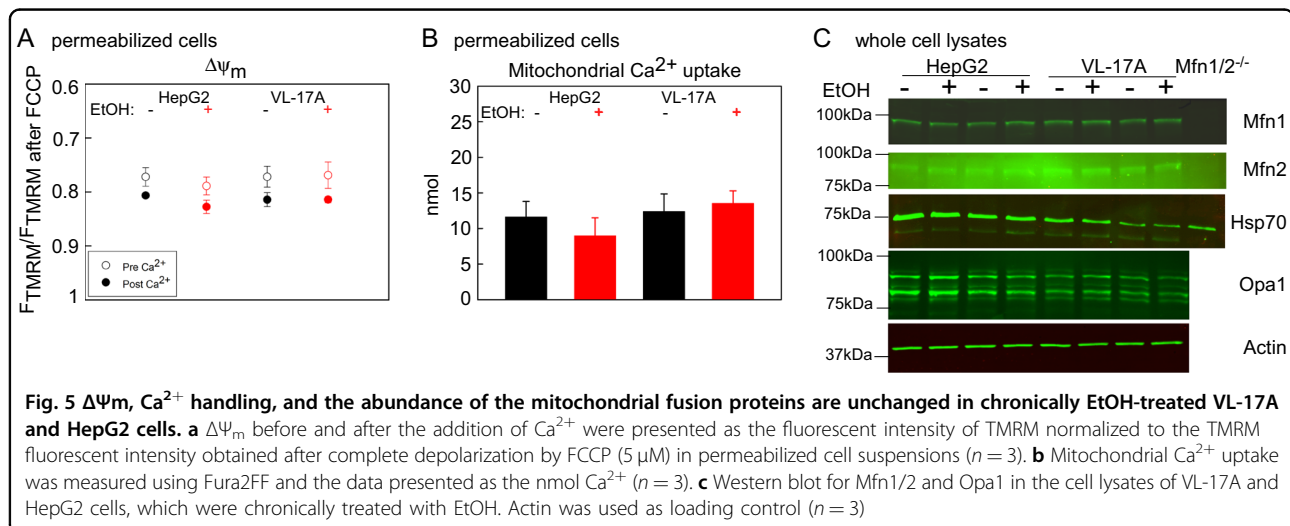 A permeabilized cells
ΔΨm
HepG2 VL-17A
EtOH: - + - +
0.6
0.7
0.8
0.9
1
FTMRM/FTMRM after FCCP
Pre Ca2+
Post Ca2+
B permeabilized cells
Mitochondrial Ca2+ uptake
HepG2 VL-17A
EtOH: - + - +
30
25
20
15
10
5
0
nmol
C whole cell lysates
HepG2 VL-17A Mfn1/2-/-
EtOH - + - + - + - +
100kDa Mfn1
100kDa
75kDa Mfn2
75kDa Hsp70
100kDa
75kDa Opa1
37kDa Actin
Fig. 5 ΔΨm, Ca2+ handling, and the abundance of the mitochondrial fusion proteins are unchanged in chronically EtOH-treated VL-17A
and HepG2 cells. a ΔΨm before and after the addition of Ca2+ were presented as the fluorescent intensity of TMRM normalized to the TMRM
fluorescent intensity obtained after complete depolarization by FCCP (5 µM) in permeabilized cell suspensions (n = 3). b Mitochondrial Ca2+ uptake
was measured using Fura2FF and the data presented as the nmol Ca2+ (n = 3). c Western blot for Mfn1/2 and Opa1 in the cell lysates of VL-17A and
HepG2 cells, which were chronically treated with EtOH. Actin was used as loading control (n = 3)